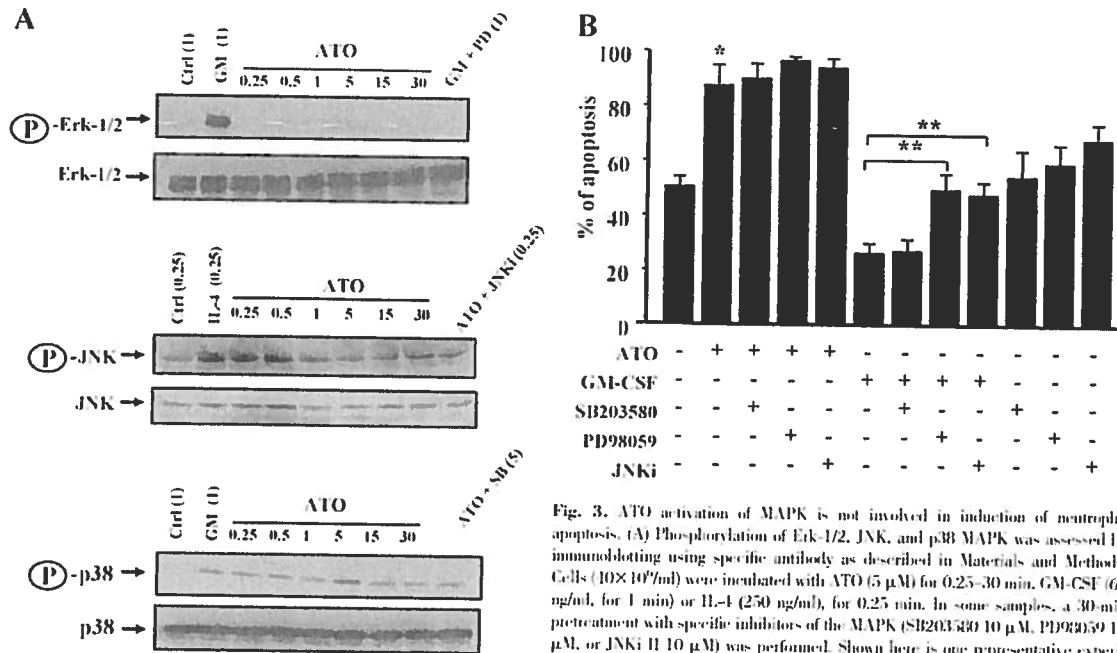 A
Ctrl (1)
GM (1)
ATO
0.25 0.5 1 5 15 30
GM + PD (1)
P -Erk-1/2
Erk-1/2
Ctrl (0.25)
IL-4 (0.25)
ATO
0.25 0.5 1 5 15 30
ATO + JNKi (0.25)
P -JNK
JNK
Ctrl (1)
GM (1)
ATO
0.25 0.5 1 5 15 30
ATO + SB (5)
P -p38
p38
B
% of apoptosis
100
80
60
40
20
0
*
**
**
ATO - + + + + - - - - - - -
GM-CSF - - - - - + + + + - - -
SB203580 - - + - - - + - - + - -
PD98059 - - - + - - - + - - + -
JNKi - - - - + - - - + - - +
Fig. 3. ATO activation of MAPK is not involved in induction of neutroph
apoptosis. (A) Phosphorylation of Erk-1/2, JNK, and p38 MAPK was assessed
immunoblotting using specific antibody as described in Materials and Method
Cells were incubated with ATO (5 μM) for 0.25–30 min, GM-CSF
ng/ml, for 1 min) or IL-4 (250 ng/ml), for 0.25 min. In some samples, a 30-mi
pretreatment with specific inhibitors of the MAPK (SB203580 10 μM, PD98059 1
μM, or JNKi II 10 μM) was performed. Shown here is one representative exper